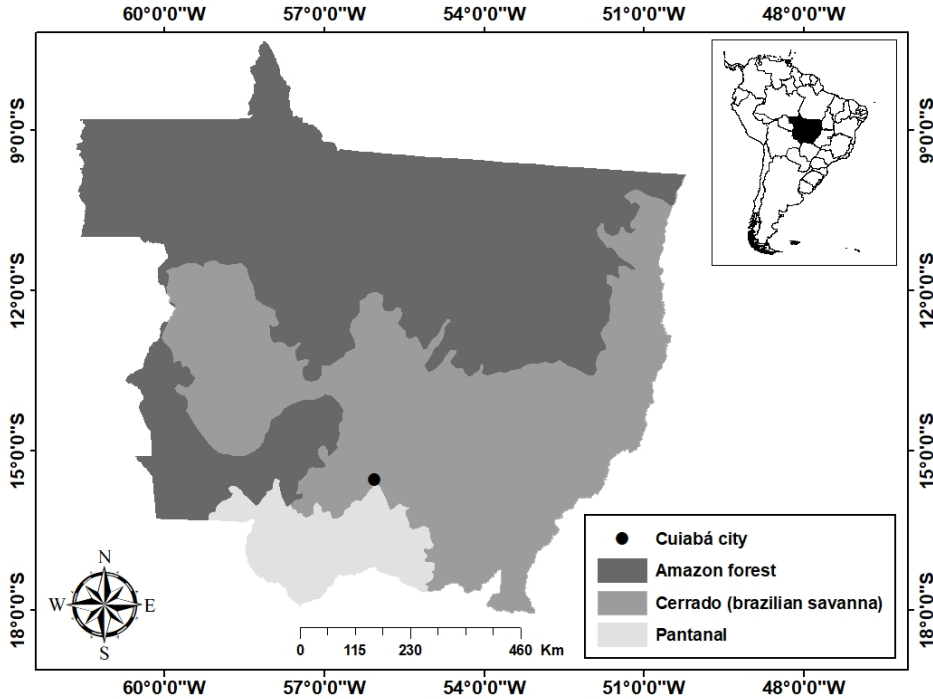 60°0'0"W 57°0'0"W 54°0'0"W 51°0'0"W 48°0'0"W
9°0'0"S
9°0'0"S
12°0'0"S
12°0'0"S
15°0'0"S
15°0'0"S
18°0'0"S
18°0'0"S
N
W E
S
0 115 230 460 Km
Cuiabá city
Amazon forest
Cerrado (brazilian savanna)
Pantanal
60°0'0"W 57°0'0"W 54°0'0"W 51°0'0"W 48°0'0"W